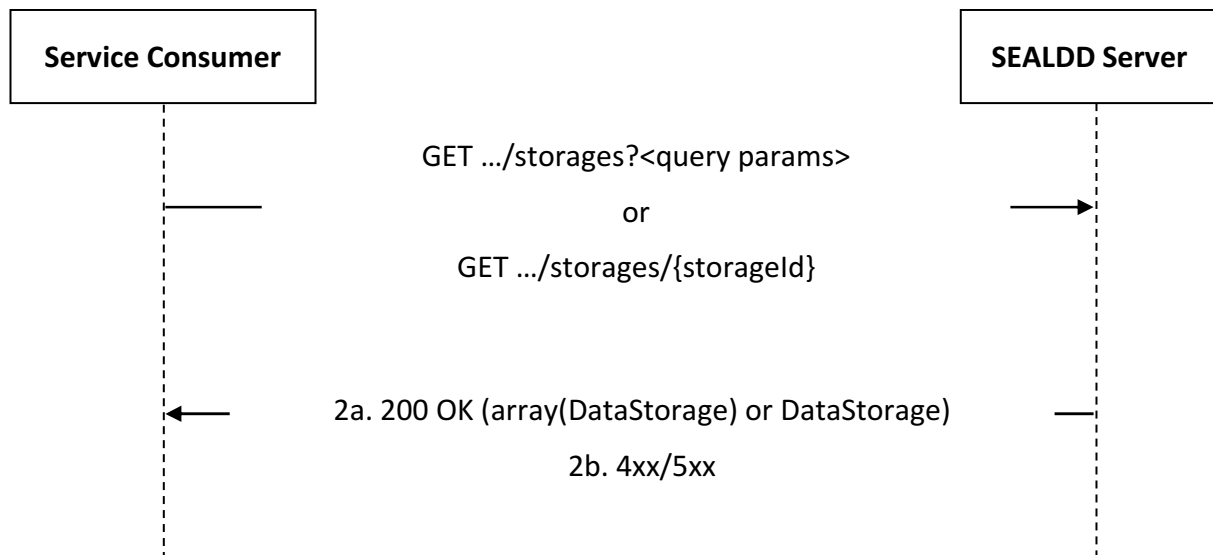 Service Consumer
SEALDD Server
GET .../storages?<query params>
or
GET .../storages/{storageId}
2a. 200 OK (array(DataStorage) or DataStorage)
2b. 4xx/5xx